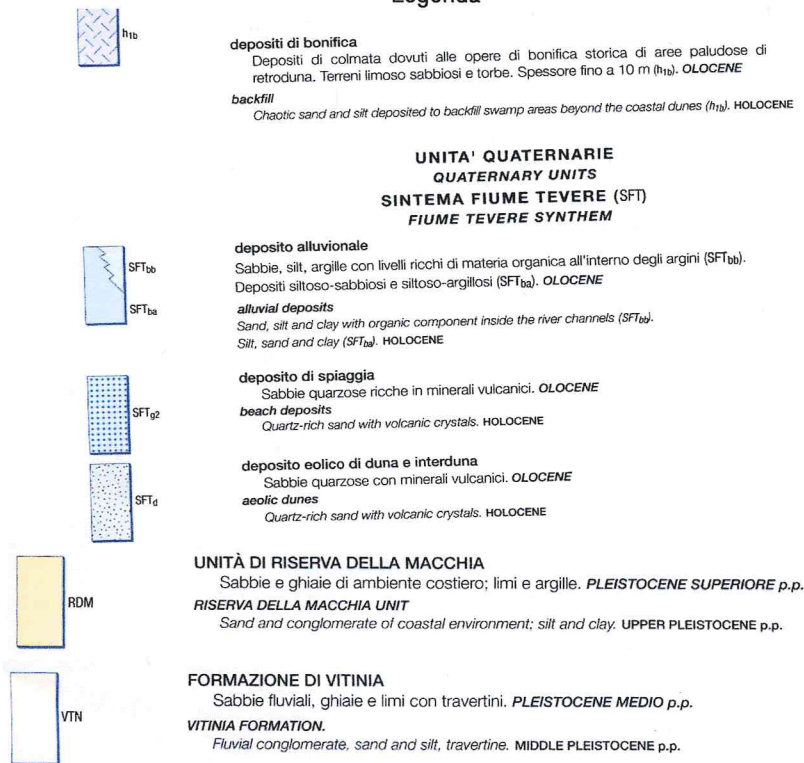 Legenda
h1b
depositi di bonifica
Depositi di colmata dovuti alle opere di bonifica storica di aree paludose di
retroduna. Terreni limoso sabbiosi e torbe. Spessore fino a 10 m (h1b). OLOCENE
backfill
Chaotic sand and silt deposited to backfill swamp areas beyond the coastal dunes (h1b). HOLOCENE
UNITA' QUATERNARIE
QUATERNARY UNITS
SINTEMA FIUME TEVERE (SFT)
FIUME TEVERE SYNTHEM
SFTbb
SFTba
deposito alluvionale
Sabbie, silt, argille con livelli ricchi di materia organica all'interno degli argini (SFTbb).
Depositi siltoso-sabbiosi e siltoso-argillosi (SFTba). OLOCENE
alluvial deposits
Sand, silt and clay with organic component inside the river channels (SFTbb).
Silt, sand and clay (SFTba). HOLOCENE
SFTg2
deposito di spiaggia
Sabbie quarzose ricche in minerali vulcanici. OLOCENE
beach deposits
Quartz-rich sand with volcanic crystals. HOLOCENE
SFTd
deposito eolico di duna e interduna
Sabbie quarzose con minerali vulcanici. OLOCENE
aeolic dunes
Quartz-rich sand with volcanic crystals. HOLOCENE
RDM
UNITÀ DI RISERVA DELLA MACCHIA
Sabbie e ghiaie di ambiente costiero; limi e argille. PLEISTOCENE SUPERIORE p.p.
RISERVA DELLA MACCHIA UNIT
Sand and conglomerate of coastal environment; silt and clay. UPPER PLEISTOCENE p.p.
VTN
FORMAZIONE DI VITINIA
Sabbie fluviali, ghiaie e limi con travertini. PLEISTOCENE MEDIO p.p.
VITINIA FORMATION.
Fluvial conglomerate, sand and silt, travertine. MIDDLE PLEISTOCENE p.p.